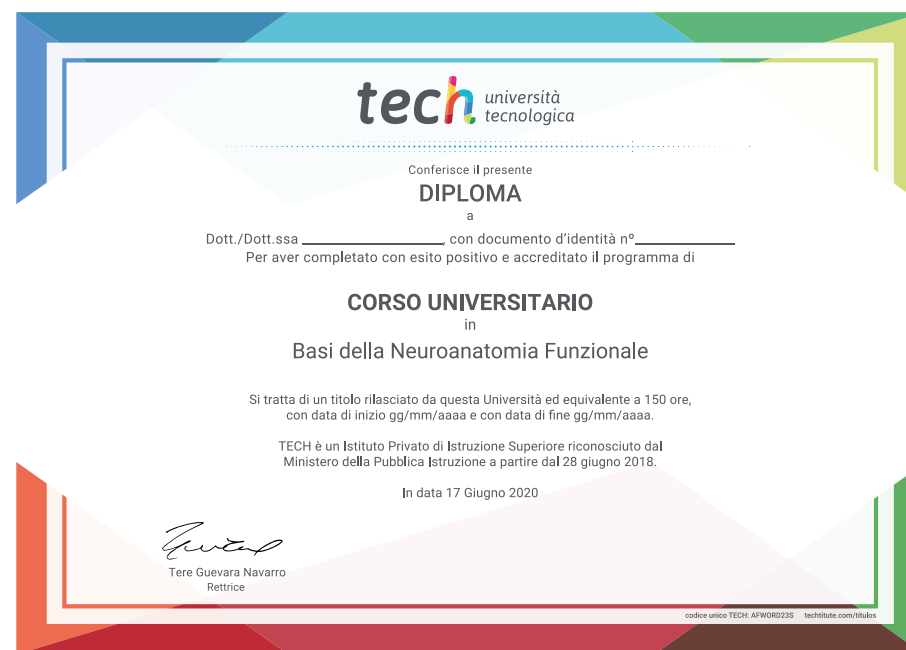 tech università
tecnologica
Conferisce il presente
DIPLOMA
a
Dott./Dott.ssa ____________________, con documento d'identità nº______________
Per aver completato con esito positivo e accreditato il programma di
CORSO UNIVERSITARIO
in
Basi della Neuroanatomia Funzionale
Si tratta di un titolo rilasciato da questa Università ed equivalente a 150 ore,
con data di inizio gg/mm/aaaa e con data di fine gg/mm/aaaa.
TECH è un Istituto Privato di Istruzione Superiore riconosciuto dal
Ministero della Pubblica Istruzione a partire dal 28 giugno 2018.
In data 17 Giugno 2020
Tere Guevara Navarro
Rettrice
codice unico TECH: AFWORD23S techtitute.com/títulos